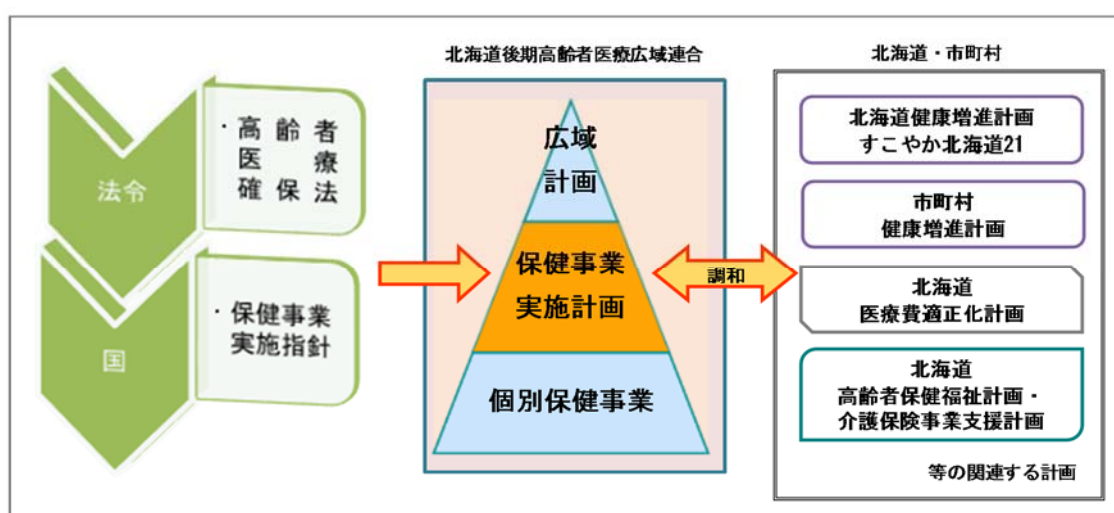 北海道後期高齢者医療広域連合
北海道・市町村
法令
・高齢者
医療
確保法
国
・保健事業
実施指針
広域
計画
保健事業
実施計画
個別保健事業
調和
北海道健康増進計画
すこやか北海道21
市町村
健康増進計画
北海道
医療費適正化計画
北海道
高齢者保健福祉計画・
介護保険事業支援計画
等の関連する計画